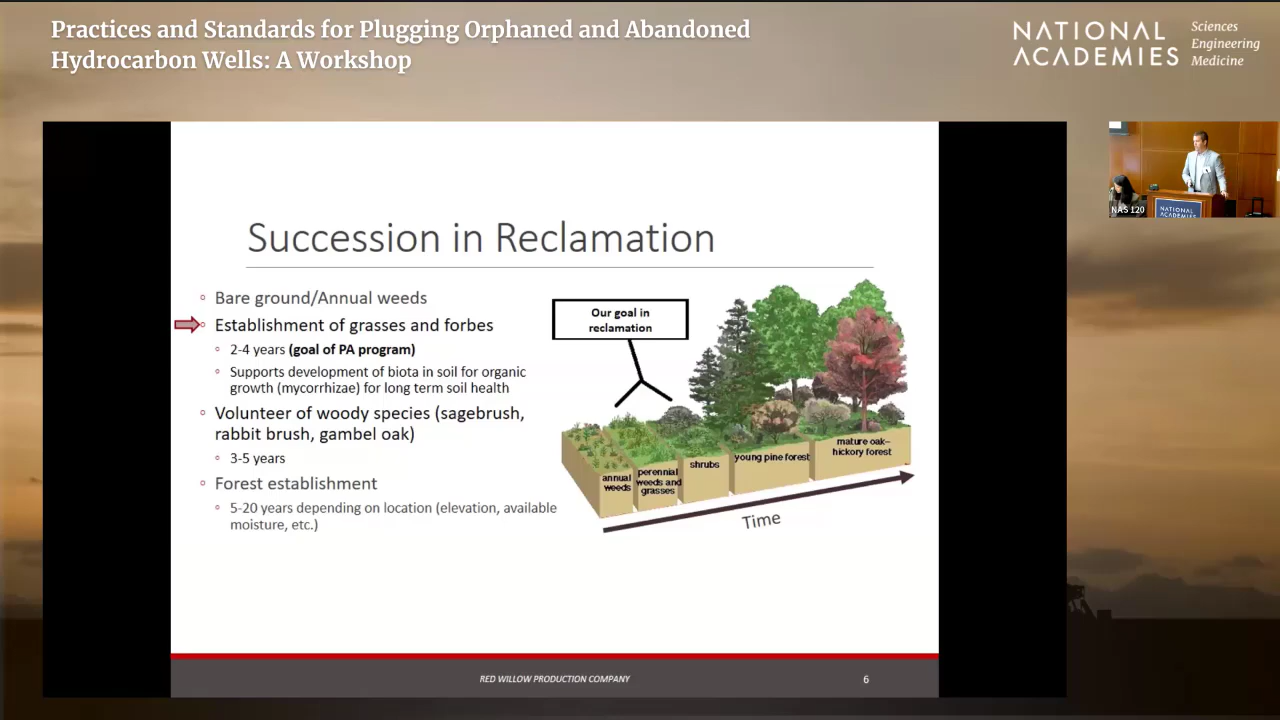 Practices and Standards for Plugging Orphaned and Abandoned
Hydrocarbon Wells: A Workshop
NATIONAL
ACADEMIES
Sciences
Engineering
Medicine
NAS 120
NATIONAL
ACADEMIES
Succession in Reclamation
Bare ground/Annual weeds
Establishment of grasses and forbes
2-4 years (goal of PA program)
Supports development of biota in soil for organic
growth (mycorrhizae) for long term soil health
Volunteer of woody species (sagebrush,
rabbit brush, gambel oak)
3-5 years
Forest establishment
5-20 years depending on location (elevation, available
moisture, etc.)
Our goal in
reclamation
annual
weeds
perennial
weeds and
grasses
shrubs
young pine forest
mature oak–
hickory forest
Time
RED WILLOW PRODUCTION COMPANY
6